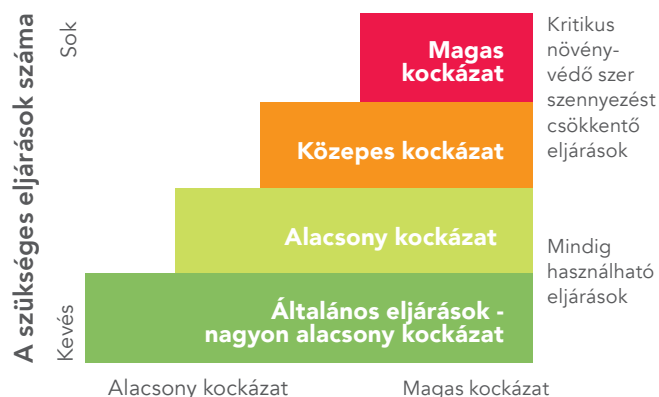 A szükséges eljárások száma
Sok
Kevés
Magas
kockázat
Közepes kockázat
Alacsony kockázat
Általános eljárások -
nagyon alacsony kockázat
Kritikus
növény-
védő szer
szennyezést
csökkentő
eljárások
Mindig
használható
eljárások
Alacsony kockázat
Magas kockázat